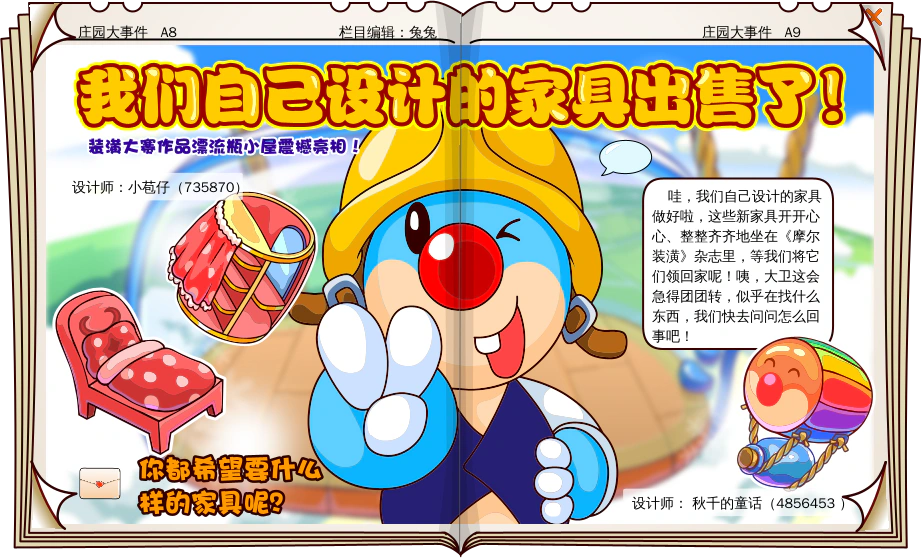 庄园大事件 A8
栏目编辑：兔兔
庄园大事件 A9
我们自己设计的家具出售了！
装潢大赛作品漂流瓶小屋震撼亮相！
设计师：小苞仔（735870）
哇，我们自己设计的家具
做好啦，这些新家具开开心
心、整整齐齐地坐在《摩尔
装潢》杂志里，等我们将它
们领回家呢！咦，大卫这会
急得团团转，似乎在找什么
东西，我们快去问问怎么回
事吧！
你都希望要什么
样的家具呢？
设计师： 秋千的童话（4856453 ）